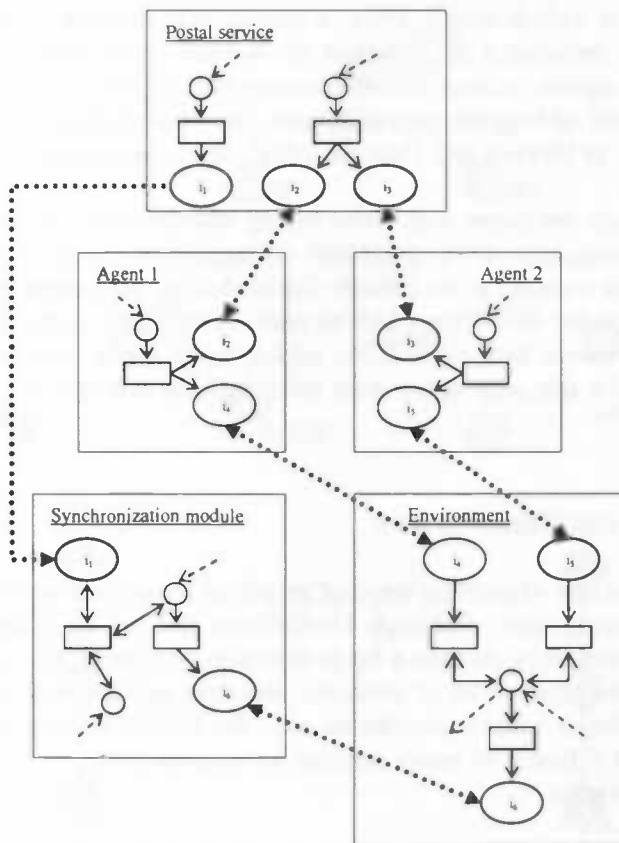 Postal service
i₁ i₂ i₃
Agent 1 Agent 2
i₂ i₃
i₄ i₅
Synchronization module Environment
i₁ i₄ i₅
i₆
i₆